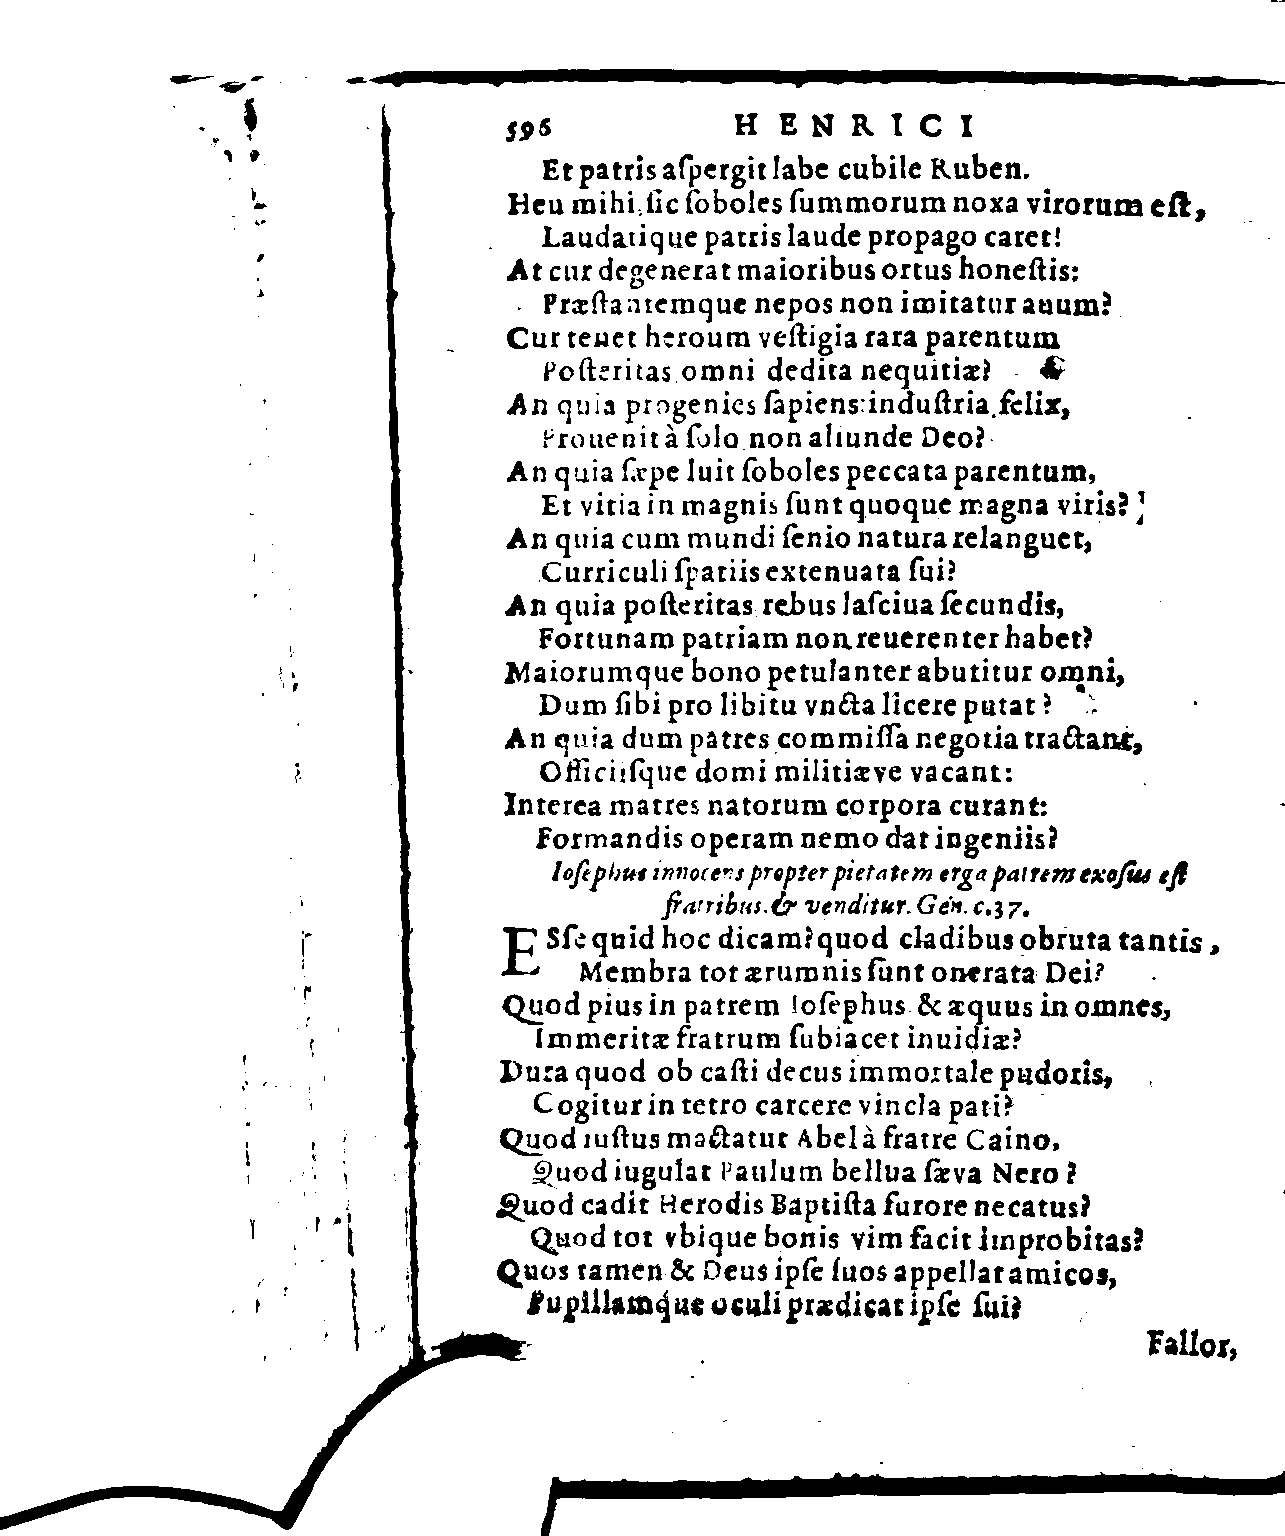 596 HENRICI
Et patris aſpergit labe cubile Ruben.
Heu mihi, ſic ſoboles ſummorum noxa virorum eſt,
Laudatique patris laude propago caret!
At cur degenerat maioribus ortus honeſtis:
Præſtantemque nepos non imitatur auum?
Cur tenet heroum veſtigia rara parentum
Poſteritas omni dedita nequitiæ?
An quia progenies ſapiens: induſtria, felix,
Prouenit à ſolo non aliunde Deo?
An quia ſæpe luit ſoboles peccata parentum,
Et vitia in magnis ſunt quoque magna viris?
An quia cum mundi ſenio natura relanguet,
Curriculi ſpatiis extenuata ſui?
An quia poſteritas rebus laſciua ſecundis,
Fortunam patriam non reuerenter habet?
Maiorumque bono petulanter abutitur omni,
Dum ſibi pro libitu vncta licere putat?
An quia dum patres commiſſa negotia tractant,
Officiiſque domi militiæve vacant:
Interea matres natorum corpora curant:
Formandis operam nemo dat ingeniis?
Ioſephus innocens propter pietatem erga patrem exoſus eſt
fratribus. & venditur. Gen. c. 37.
ESſe quid hoc dicam? quod cladibus obruta tantis,
Membra tot ærumnis ſunt onerata Dei?
Quod pius in patrem Ioſephus & æquus in omnes,
Immeritæ fratrum ſubiacet inuidiæ?
Dura quod ob caſti decus immortale pudoris,
Cogitur in tetro carcere vincla pati?
Quod iuſtus mactatur Abel à fratre Caino,
Quod iugulat Paulum bellua ſæva Nero?
Quod cadit Herodis Baptiſta furore necatus?
Quod tot vbique bonis vim facit improbitas?
Quos tamen & Deus ipſe ſuos appellat amicos,
Pupillamque oculi prædicat ipſe ſui?
Fallor,